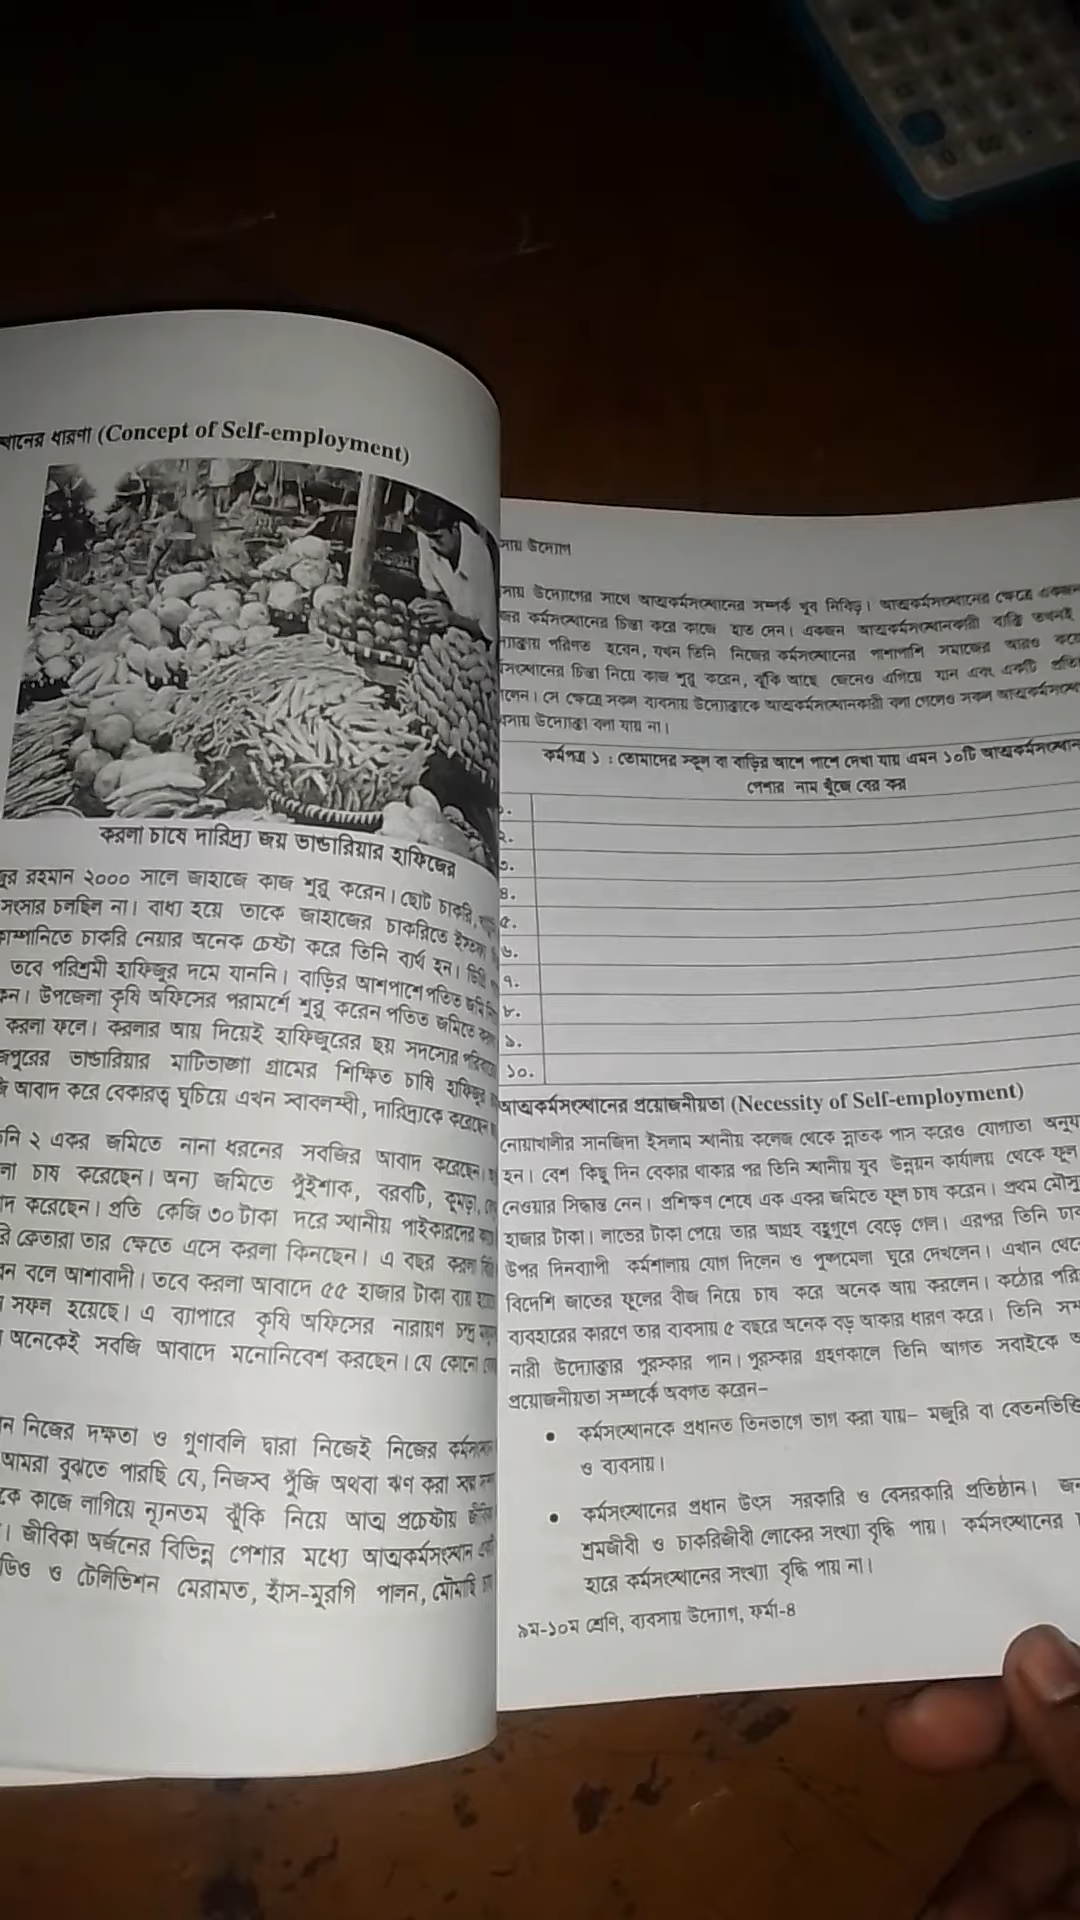 ধারণা (Concept of Self-employment)
করলা চাষে দারিদ্র্য জয় ভান্ডারিয়ার হাফিজের
রহমান ২০০০ সালে জাহাজে কাজ শুরু করেন। ছোট চাকরি,
সংসার চলছিল না। বাধ্য হয়ে তাকে জাহাজের চাকরিতে ইস্তফা
চাকরি নেয়ার অনেক চেষ্টা করে তিনি ব্যর্থ হন।
তবে পরিশ্রমী হাফিজুর দমে যাননি। বাড়ির আশপাশে পতিত জমি
উপজেলা কৃষি অফিসের পরামর্শে শুরু করেন পতিত জমিতে
করলা ফলে। করলার আয় দিয়েই হাফিজুরের ছয় সদস্যের
ভান্ডারিয়ার মাটিভাঙ্গা গ্রামের শিক্ষিত চাষি হাফিজুর
আবাদ করে বেকারত্ব ঘুচিয়ে এখন স্বাবলম্বী, দারিদ্র্যকে করেছেন
২ একর জমিতে নানা ধরনের সবজির আবাদ করেছেন।
চাষ করেছেন। অন্য জমিতে পুঁইশাক, বরবটি, কুমড়া,
করেছেন। প্রতি কেজি ৩০ টাকা দরে স্থানীয় পাইকারদের
ক্রেতারা তার ক্ষেতে এসে করলা কিনছেন। এ বছর করলা
বলে আশাবাদী। তবে করলা আবাদে ৫৫ হাজার টাকা ব্যয়
সফল হয়েছে। এ ব্যাপারে কৃষি অফিসের নারায়ণ চন্দ্র
অনেকেই সবজি আবাদে মনোনিবেশ করছেন। যে কোনো
নিজের দক্ষতা ও গুণাবলি দ্বারা নিজেই নিজের
আমরা বুঝতে পারছি যে, নিজস্ব পুঁজি অথবা ঋণ করা স্বল্প
কাজে লাগিয়ে ন্যূনতম ঝুঁকি নিয়ে আত্ম প্রচেষ্টায়
। জীবিকা অর্জনের বিভিন্ন পেশার মধ্যে আত্মকর্মসংস্থান
ও টেলিভিশন মেরামত, হাঁস-মুরগি পালন, মৌমাছি
উদ্যোগ
উদ্যোগের সাথে আত্মকর্মসংস্থানের সম্পর্ক খুব নিবিড়। আত্মকর্মসংস্থানের ক্ষেত্রে
কর্মসংস্থানের চিন্তা করে কাজে হাত দেন। একজন আত্মকর্মসংস্থানকারী ব্যক্তি তখনই
পরিণত হবেন, যখন তিনি নিজের কর্মসংস্থানের পাশাপাশি সমাজের আরও
চিন্তা নিয়ে কাজ শুরু করেন, ঝুঁকি আছে জেনেও এগিয়ে যান এবং একটি
সে ক্ষেত্রে সকল ব্যবসায় উদ্যোক্তাকে আত্মকর্মসংস্থানকারী বলা গেলেও সকল
উদ্যোক্তা বলা যায় না।
কর্মপত্র ১ : তোমাদের স্কুল বা বাড়ির আশে পাশে দেখা যায় এমন ১০টি আত্মকর্মসংস্থান
পেশার নাম খুঁজে বের কর
১.
২.
৩.
৪.
৫.
৬.
৭.
৮.
৯.
১০.
আত্মকর্মসংস্থানের প্রয়োজনীয়তা (Necessity of Self-employment)
নোয়াখালীর সানজিদা ইসলাম স্থানীয় কলেজ থেকে স্নাতক পাস করেও যোগ্যতা
হন। বেশ কিছু দিন বেকার থাকার পর তিনি স্থানীয় যুব উন্নয়ন কার্যালয় থেকে ফুল
নেওয়ার সিদ্ধান্ত নেন। প্রশিক্ষণ শেষে এক একর জমিতে ফুল চাষ করেন। প্রথম
হাজার টাকা। লাভের টাকা পেয়ে তার আগ্রহ বহুগুণে বেড়ে গেল। এরপর তিনি
উপর দিনব্যাপী কর্মশালায় যোগ দিলেন ও পুষ্পমেলা ঘুরে দেখলেন। এখান থেকে
বিদেশি জাতের ফুলের বীজ নিয়ে চাষ করে অনেক আয় করলেন। কঠোর
ব্যবহারের কারণে তার ব্যবসায় ৫ বছরে অনেক বড় আকার ধারণ করে। তিনি
নারী উদ্যোক্তার পুরস্কার পান। পুরস্কার গ্রহণকালে তিনি আগত সবাইকে
প্রয়োজনীয়তা সম্পর্কে অবগত করেন–
• কর্মসংস্থানকে প্রধানত তিনভাগে ভাগ করা যায়– মজুরি বা
ও ব্যবসায়।
• কর্মসংস্থানের প্রধান উৎস সরকারি ও বেসরকারি প্রতিষ্ঠান।
শ্রমজীবী ও চাকরিজীবী লোকের সংখ্যা বৃদ্ধি পায়। কর্মসংস্থানের
হারে কর্মসংস্থানের সংখ্যা বৃদ্ধি পায় না।
৯ম-১০ম শ্রেণি, ব্যবসায় উদ্যোগ, ফর্মা-৪